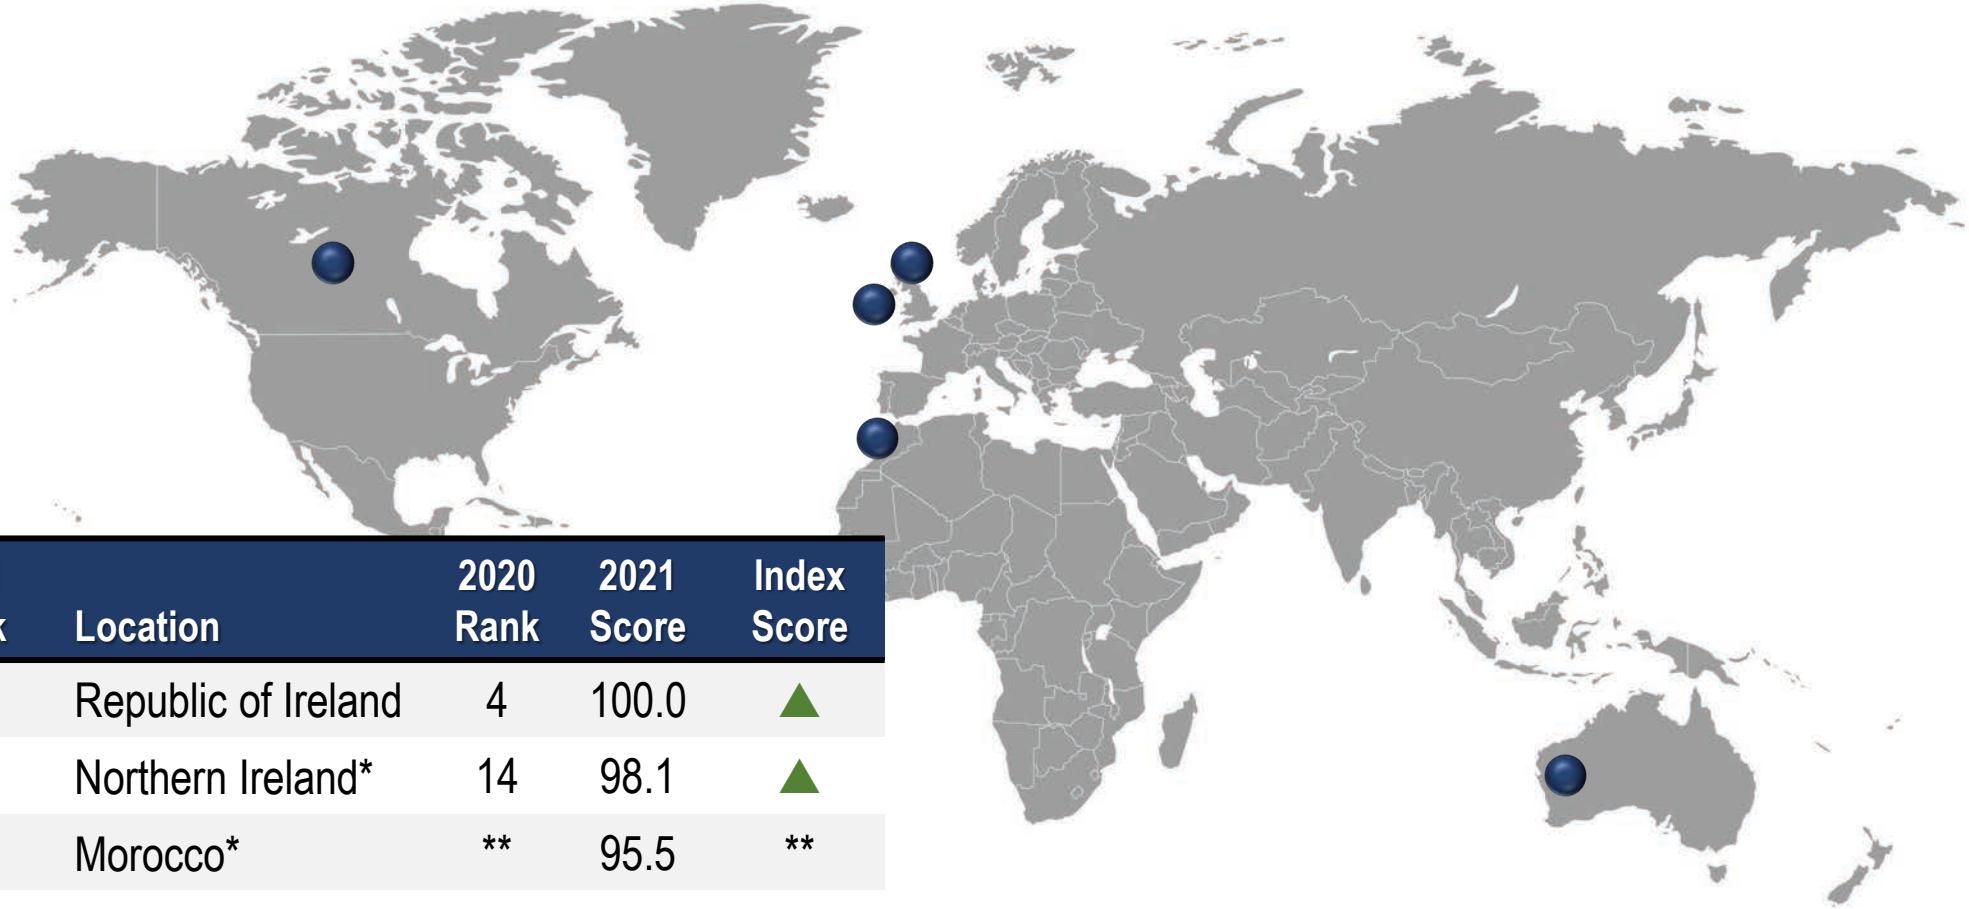 2020 2021 Index
k Location Rank Score Score
Republic of Ireland 4 100.0 ▲
Northern Ireland* 14 98.1 ▲
Morocco* ** 95.5 **